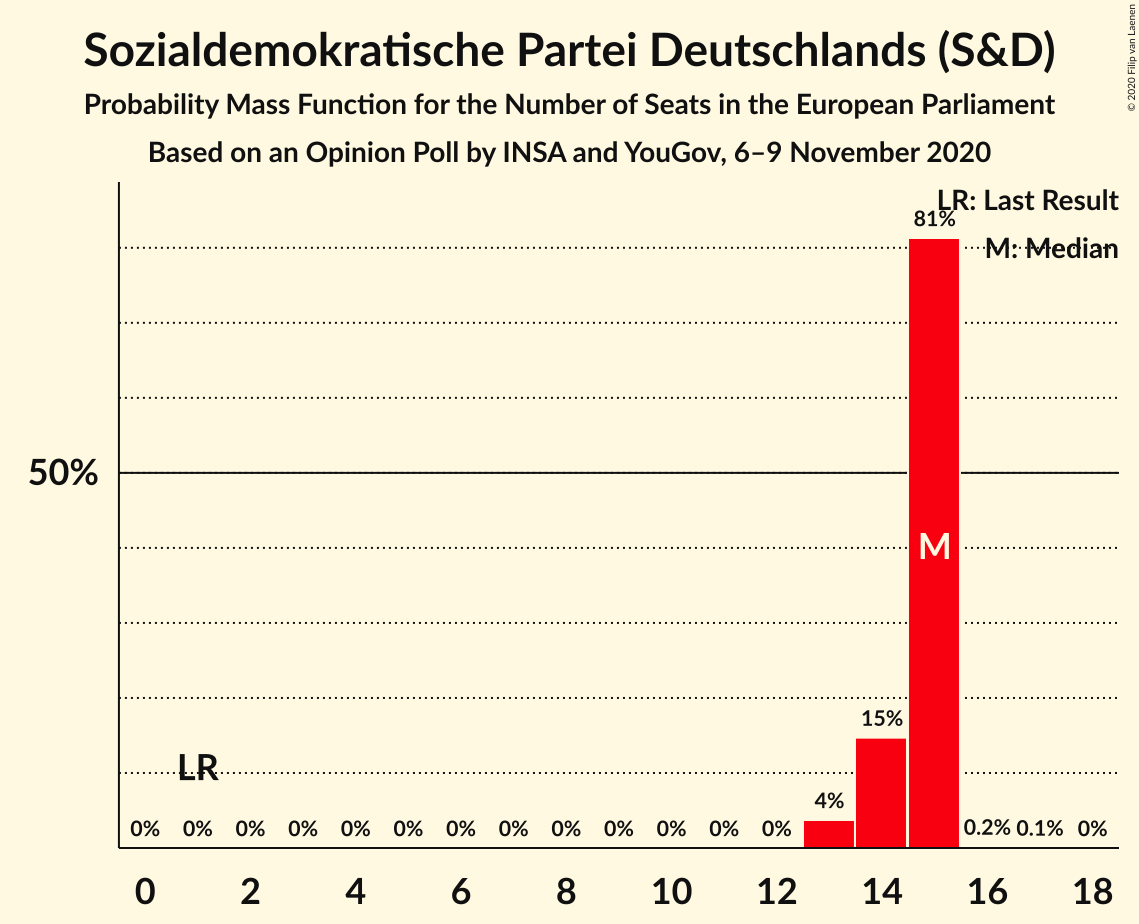 Sozialdemokratische Partei Deutschlands (S&D)
Probability Mass Function for the Number of Seats in the European Parliament
Based on an Opinion Poll by INSA and YouGov, 6–9 November 2020
© 2020 Filip van Laenen
LR: Last Result
M: Median
81%
50%
M
15%
LR
4%
0% 0% 0% 0% 0% 0% 0% 0% 0% 0% 0% 0% 0% 0.2% 0.1% 0%
0 2 4 6 8 10 12 14 16 18